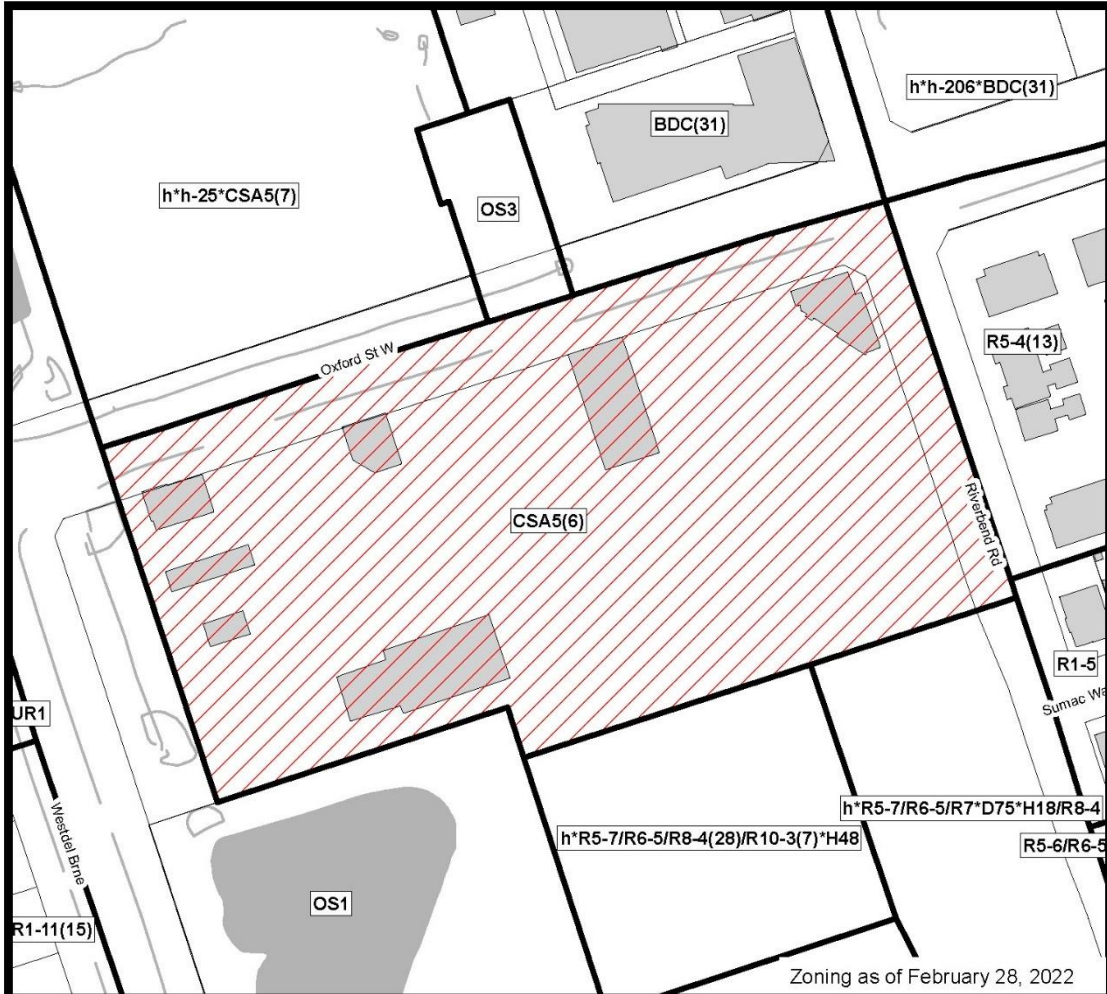 h*h-206*BDC(31)
BDC(31)
h*h-25*CSA5(7)
OS3
R5-4(13)
Oxford St W
CSA5(6)
Riverbend Rd
R1-5
Sumac Wa
UR1
h*R5-7/R6-5/R7*D75*H18/R8-4
h*R5-7/R6-5/R8-4(28)/R10-3(7)*H48
R5-6/R6-5
Westdel Brne
OS1
R1-11(15)
Zoning as of February 28, 2022